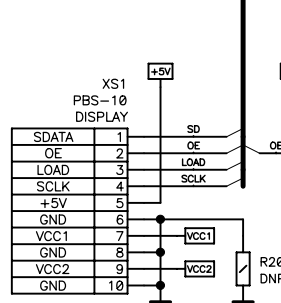 +5V
XS1
PBS-10
DISPLAY
SDATA 1 SD
OE 2 OE OE
LOAD 3 LOAD
SCLK 4 SCLK
+5V 5
GND 6
VCC1 7 VCC1
GND 8
VCC2 9 VCC2
GND 10